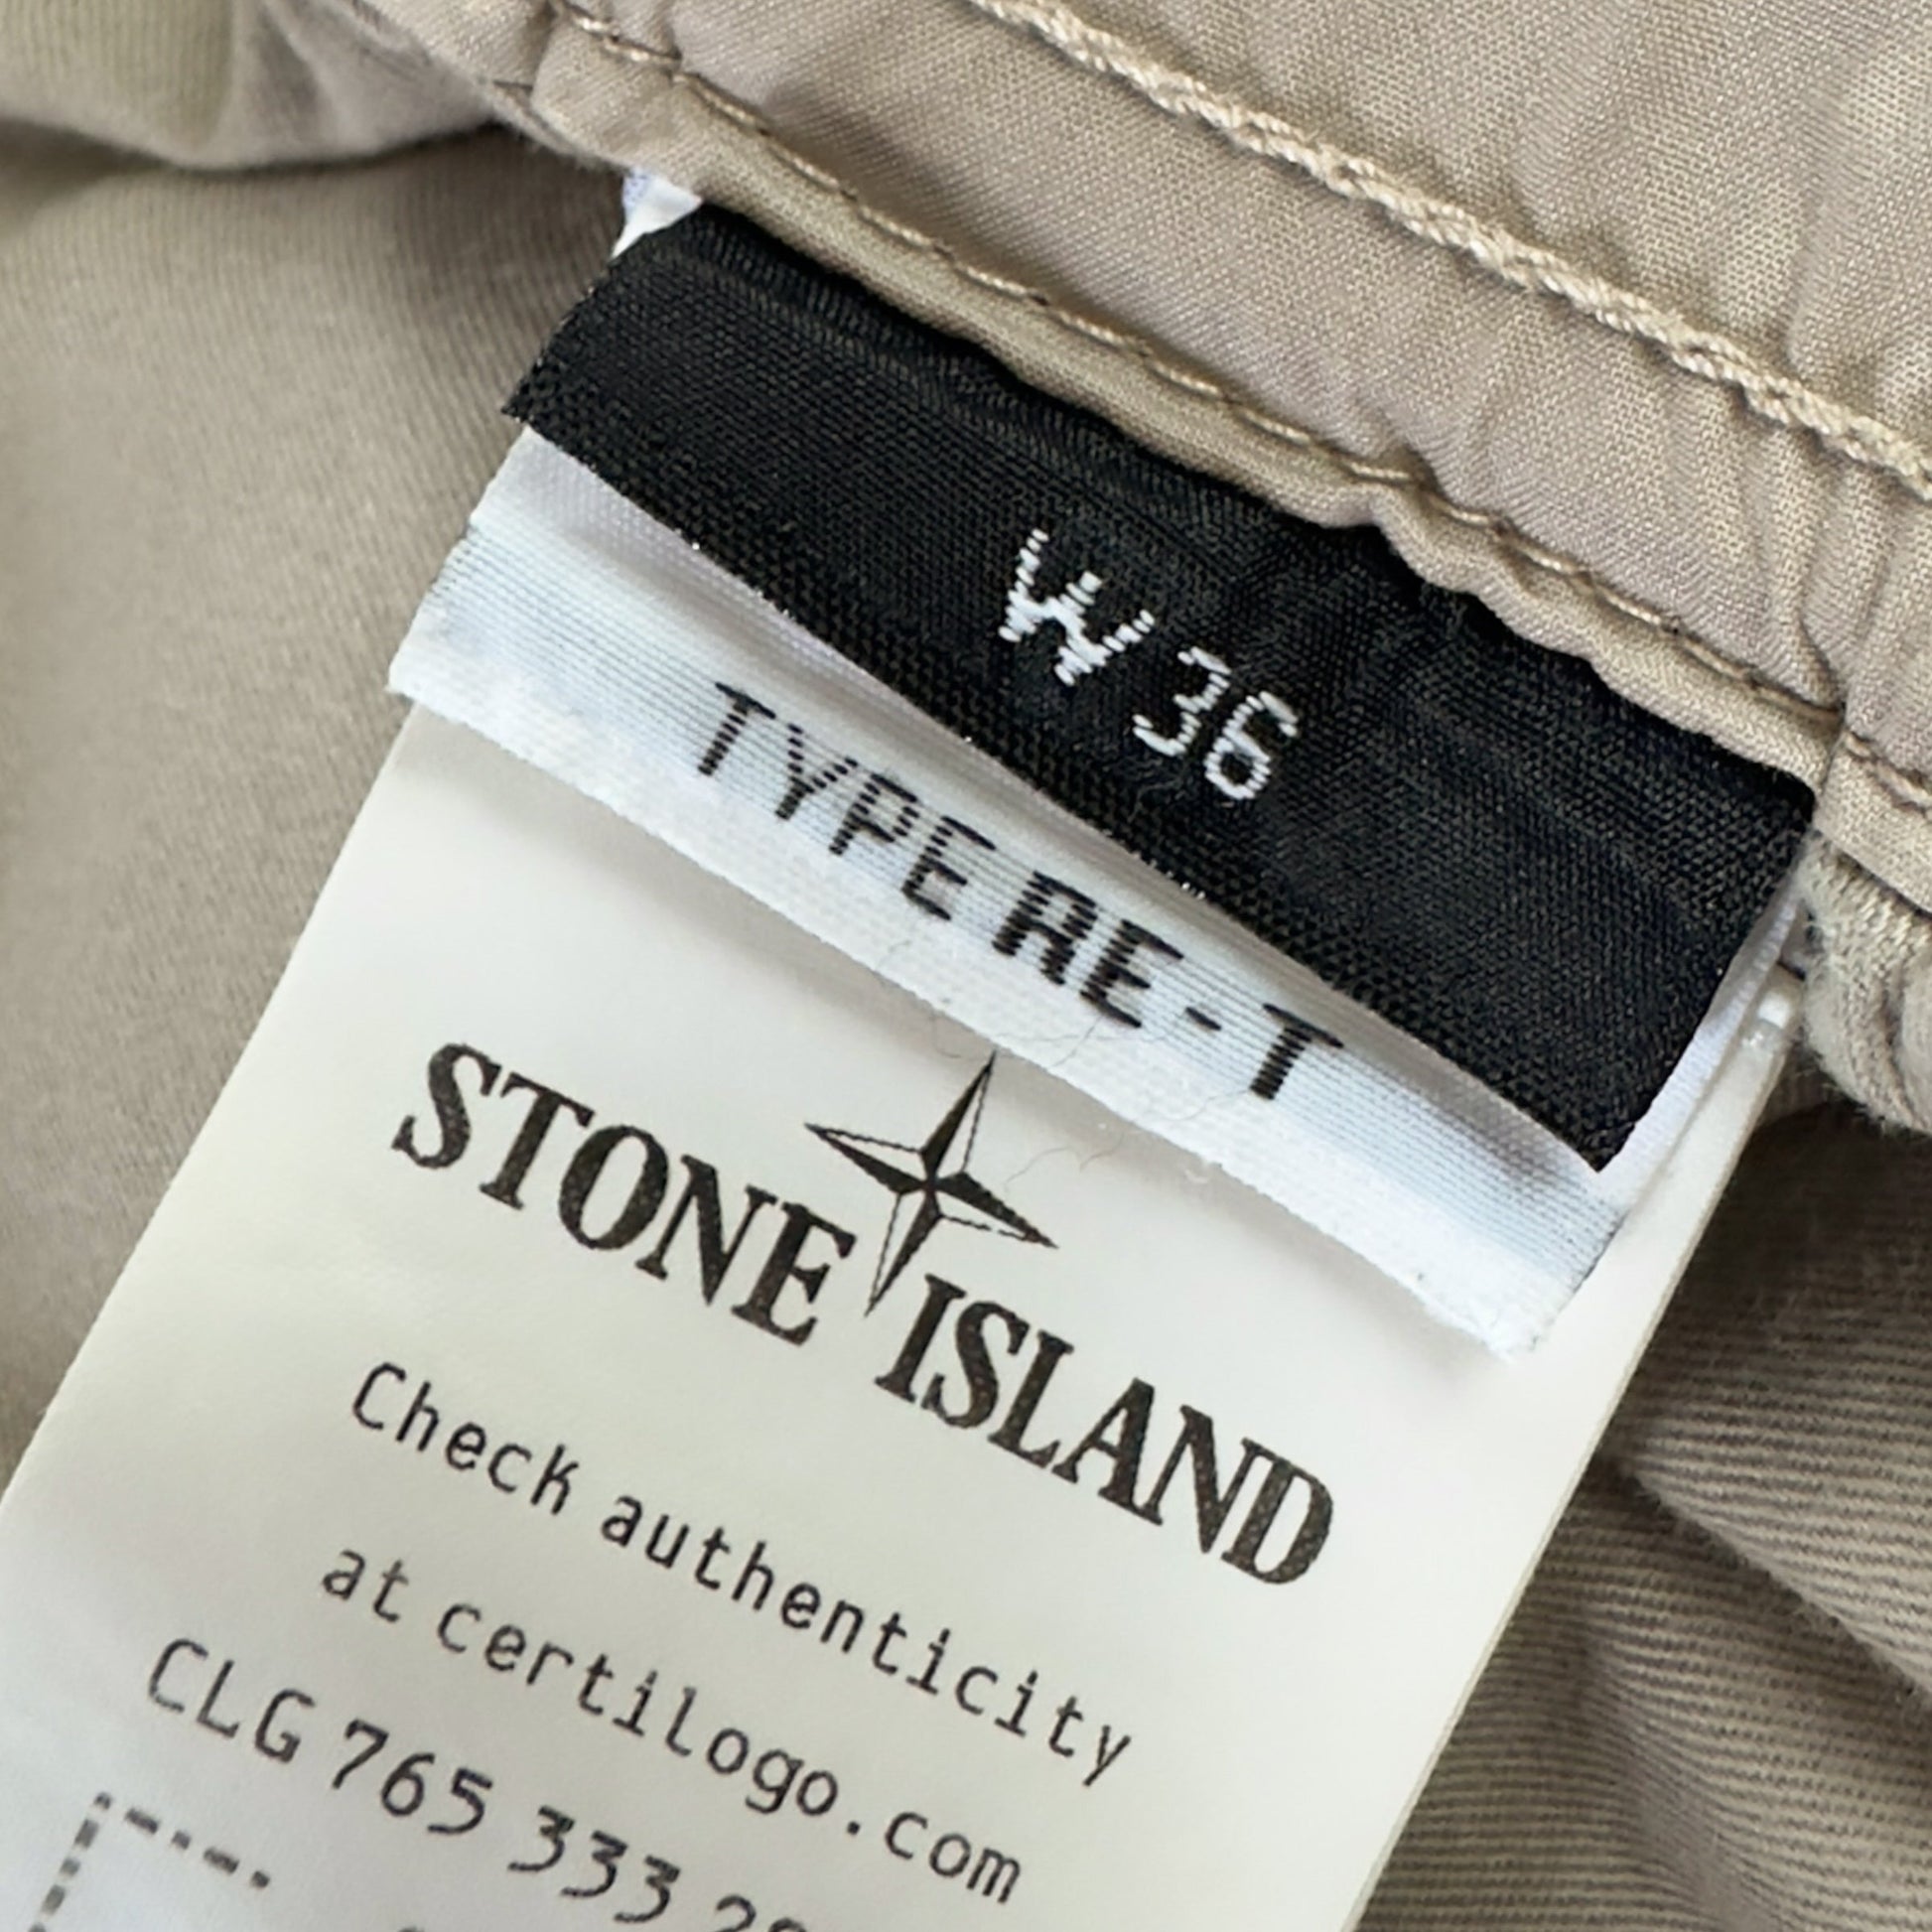 W 36
TYPE RE-T
STONE ISLAND
Check authenticity
at certilogo.com
CLG 765 333